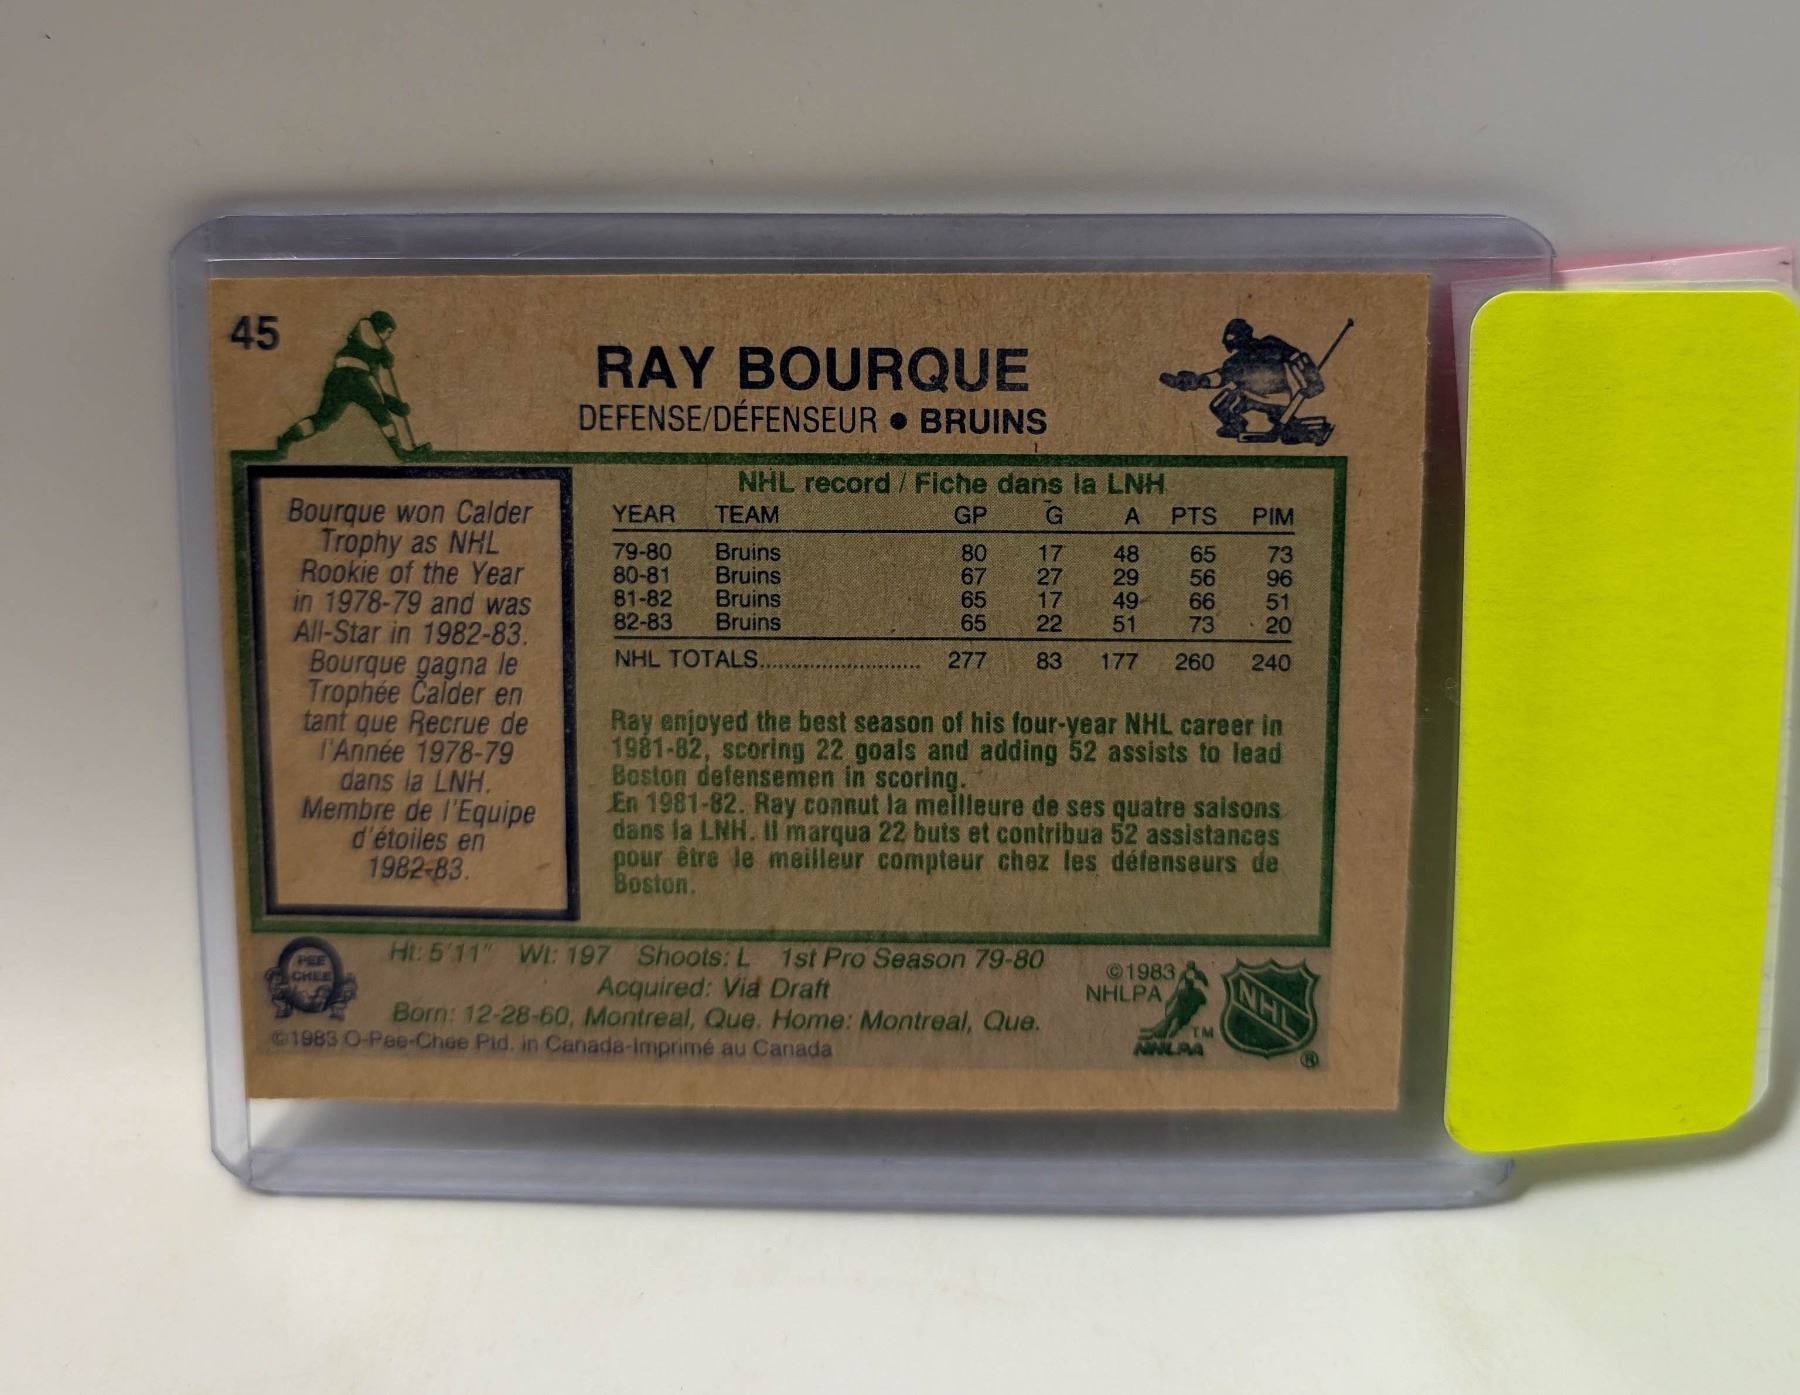 45
RAY BOURQUE
DEFENSE/DÉFENSEUR ● BRUINS
Bourque won Calder
Trophy as NHL
Rookie of the Year
in 1978-79 and was
All-Star in 1982-83.
Bourque gagna le
Trophée Calder en
tant que Recrue de
l'Année 1978-79
dans la LNH.
Membre de l'Equipe
d'étoiles en
1982-83.
NHL record / Fiche dans la LNH
YEAR TEAM GP G A PTS PIM
79-80 Bruins 80 17 48 65 73
80-81 Bruins 67 27 29 56 96
81-82 Bruins 65 17 49 66 51
82-83 Bruins 65 22 51 73 20
NHL TOTALS.......................... 277 83 177 260 240
Ray enjoyed the best season of his four-year NHL career in
1981-82, scoring 22 goals and adding 52 assists to lead
Boston defensemen in scoring.
En 1981-82. Ray connut la meilleure de ses quatre saisons
dans la LNH. Il marqua 22 buts et contribua 52 assistances
pour être le meilleur compteur chez les défenseurs de
Boston.
PEE
CHEE
Ht: 5'11" Wt: 197 Shoots: L 1st Pro Season 79-80
Acquired: Via Draft
Born: 12-28-60, Montreal, Que. Home: Montreal, Que.
©1983 O-Pee-Chee Ptd. in Canada-Imprimé au Canada
©1983
NHLPA
TM
NHLPA
NHL
®